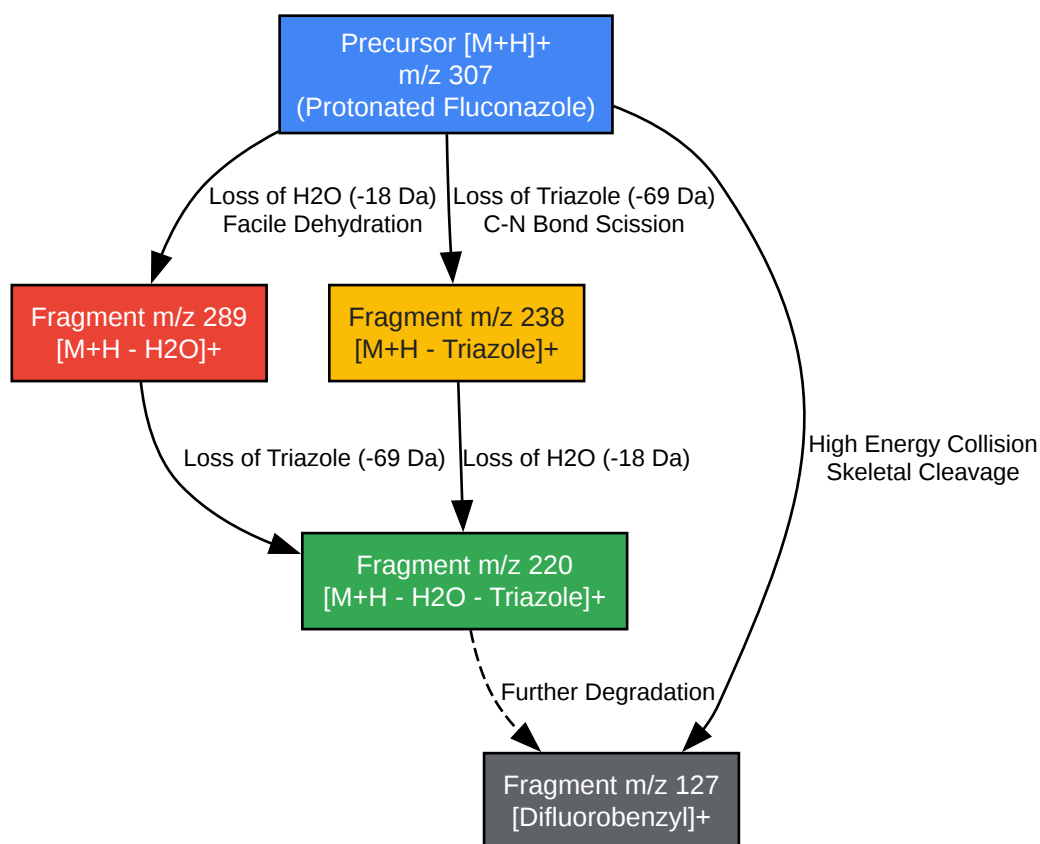 Precursor [M+H]+
m/z 307
(Protonated Fluconazole)
Loss of H2O (-18 Da)
Facile Dehydration
Loss of Triazole (-69 Da)
C-N Bond Scission
Fragment m/z 289
[M+H - H2O]+
Fragment m/z 238
[M+H - Triazole]+
High Energy Collision
Skeletal Cleavage
Loss of Triazole (-69 Da)
Loss of H2O (-18 Da)
Fragment m/z 220
[M+H - H2O - Triazole]+
Further Degradation
Fragment m/z 127
[Difluorobenzyl]+